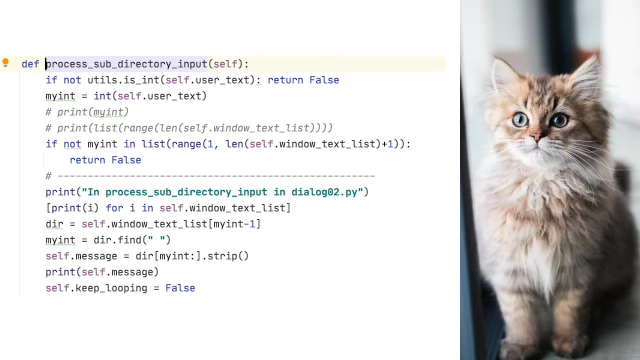 def process_sub_directory_input(self):
if not utils.is_int(self.user_text): return False
myint = int(self.user_text)
# print(myint)
# print(list(range(len(self.window_text_list))))
if not myint in list(range(1, len(self.window_text_list)+1)):
return False
# -----------------------------------------------------
print("In process_sub_directory_input in dialog02.py")
[print(i) for i in self.window_text_list]
dir = self.window_text_list[myint-1]
myint = dir.find(" ")
self.message = dir[myint:].strip()
print(self.message)
self.keep_looping = False